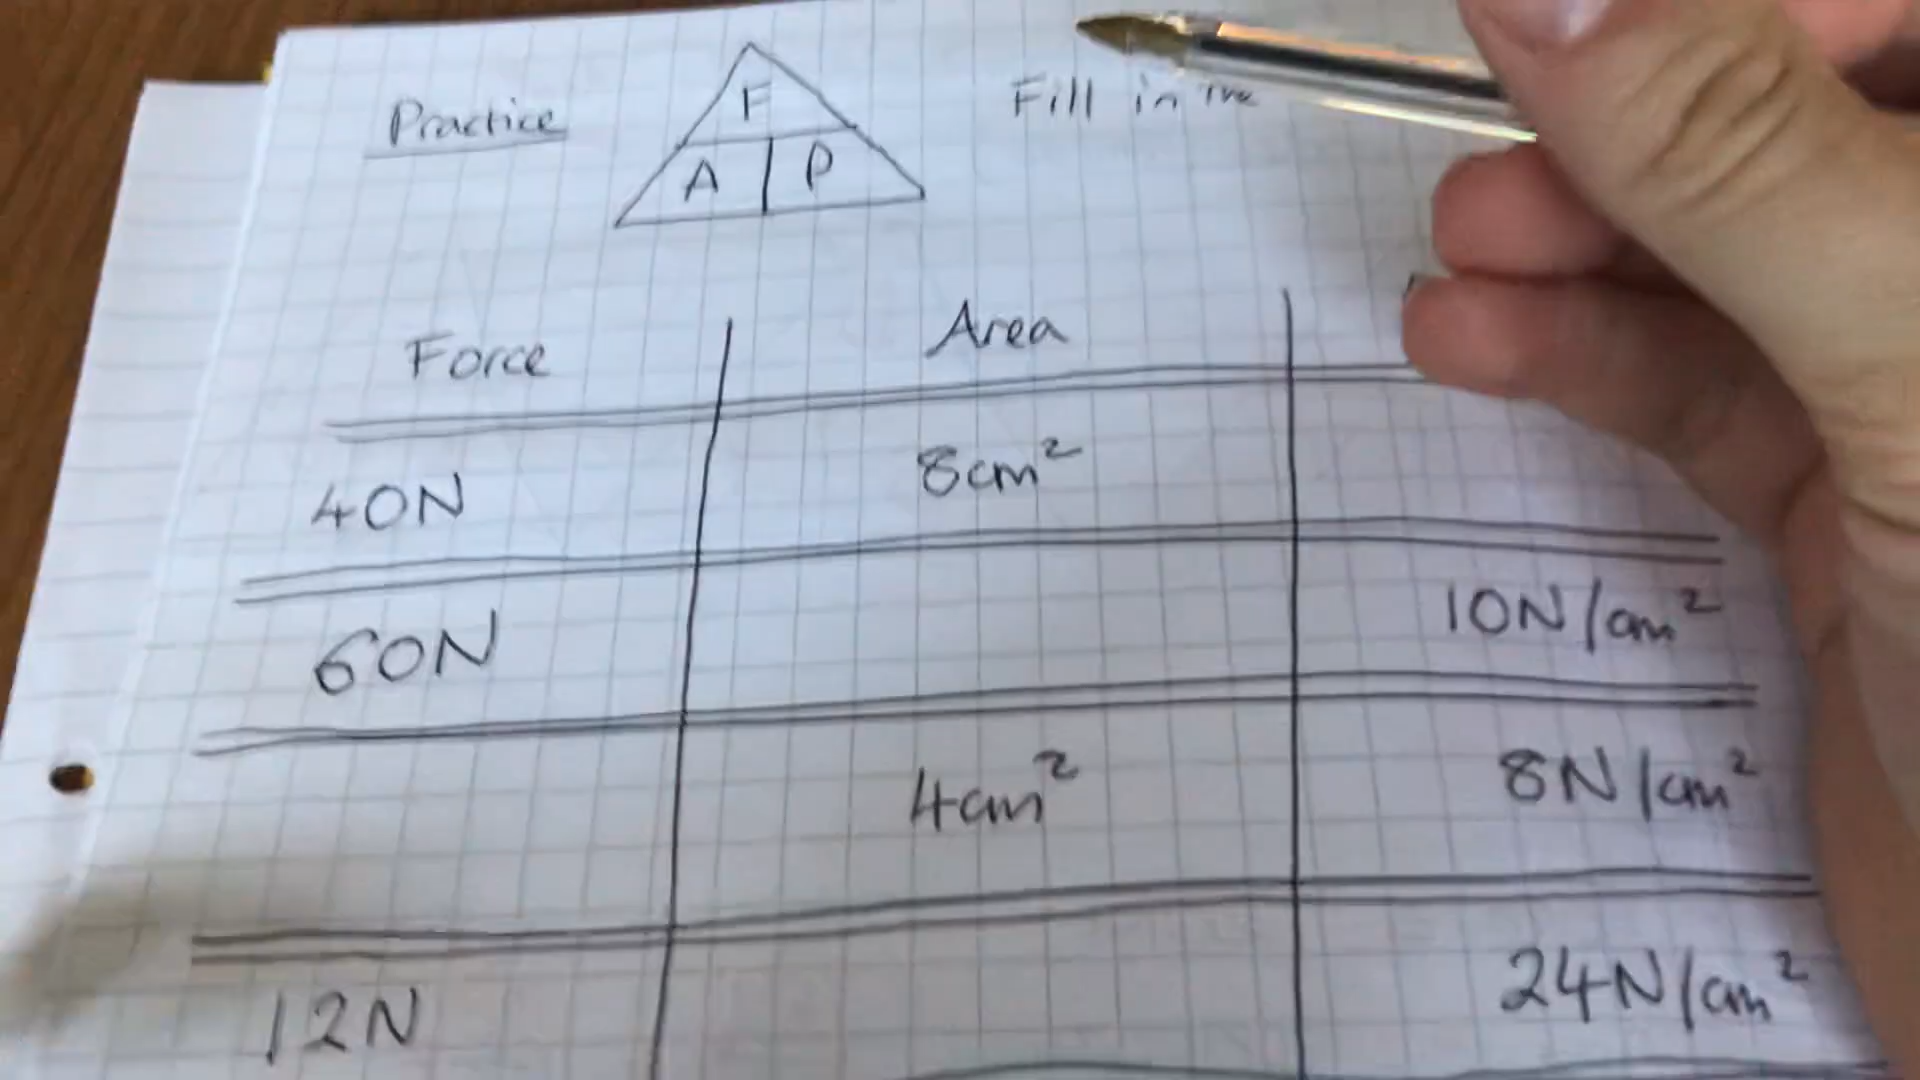 Practice
F
A P
Fill in the
Force Area
40N 8cm²
60N 10N/cm²
4cm² 8N/cm²
12N 24N/cm²